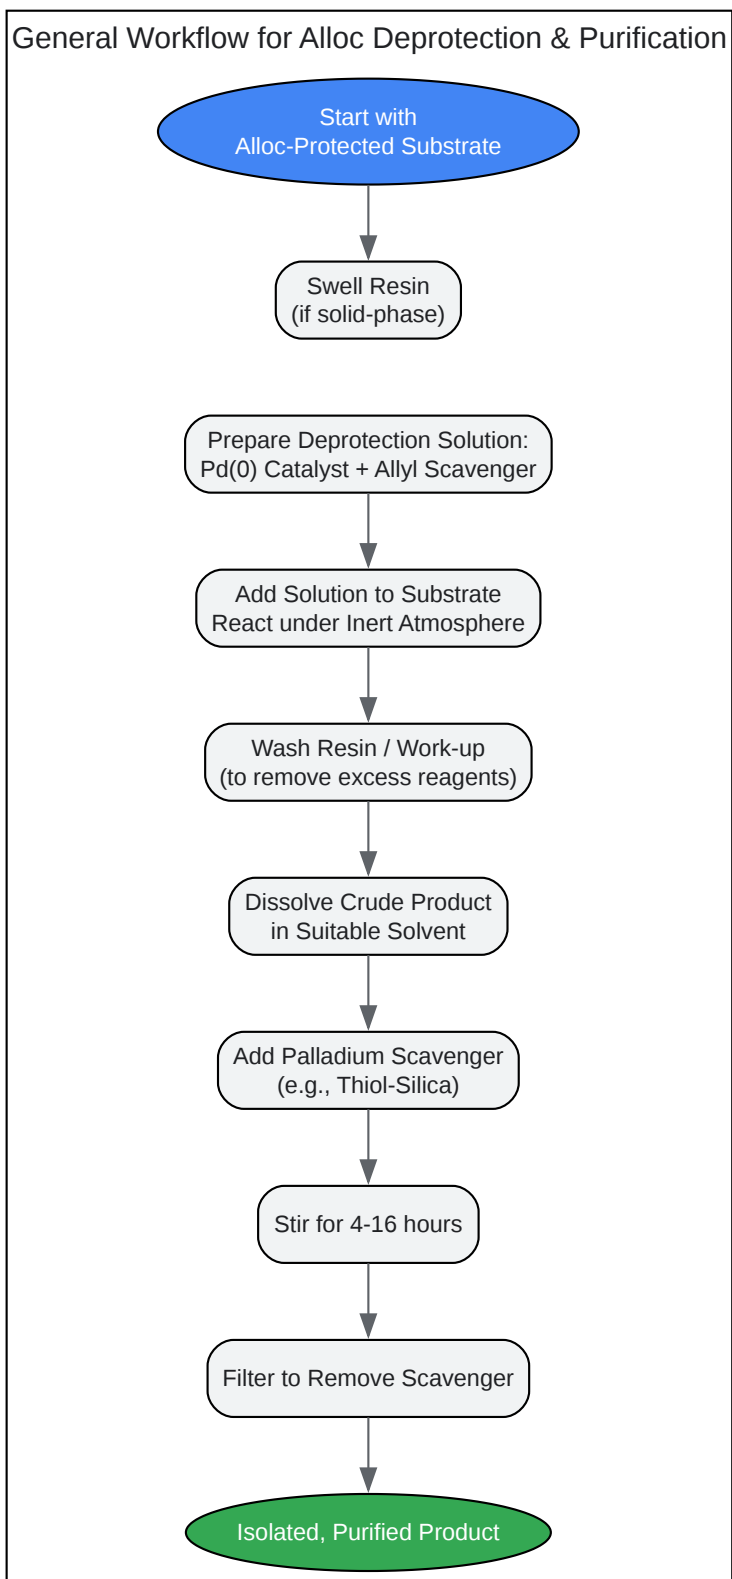 General Workflow for Alloc Deprotection & Purification
Start with
Alloc-Protected Substrate
Swell Resin
(if solid-phase)
Prepare Deprotection Solution:
Pd(0) Catalyst + Allyl Scavenger
Add Solution to Substrate
React under Inert Atmosphere
Wash Resin / Work-up
(to remove excess reagents)
Dissolve Crude Product
in Suitable Solvent
Add Palladium Scavenger
(e.g., Thiol-Silica)
Stir for 4-16 hours
Filter to Remove Scavenger
Isolated, Purified Product